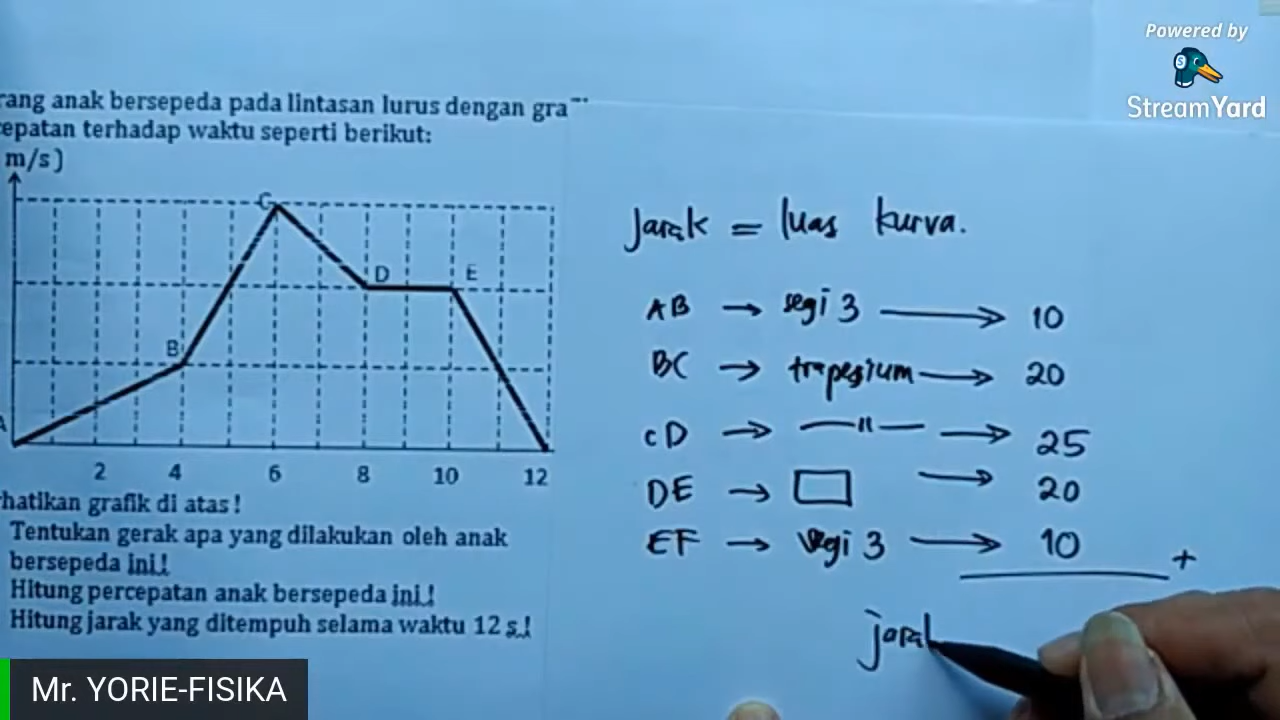 Powered by
StreamYard
rang anak bersepeda pada lintasan lurus dengan gra
epatan terhadap waktu seperti berikut:
m/s)
C
D
E
B
A
2 4 6 8 10 12
hatikan grafik di atas!
Tentukan gerak apa yang dilakukan oleh anak
bersepeda ini!
Hitung percepatan anak bersepeda ini!
Hitung jarak yang ditempuh selama waktu 12 s!
Jarak = luas kurva.
AB → segi 3 → 10
BC → trapesium → 20
CD → —"— → 25
DE → □ → 20
EF → segi 3 → 10 +
jarak
Mr. YORIE-FISIKA